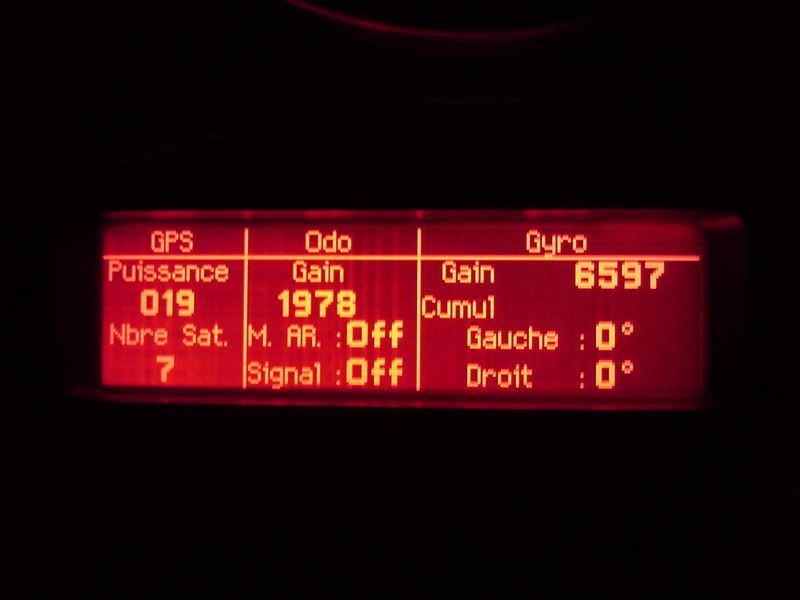 GPS Odo Gyro
Puissance Gain Gain 6597
019 1978 Cumul
Nbre Sat. M. AR. :Off Gauche : 0°
7 Signal :Off Droit : 0°